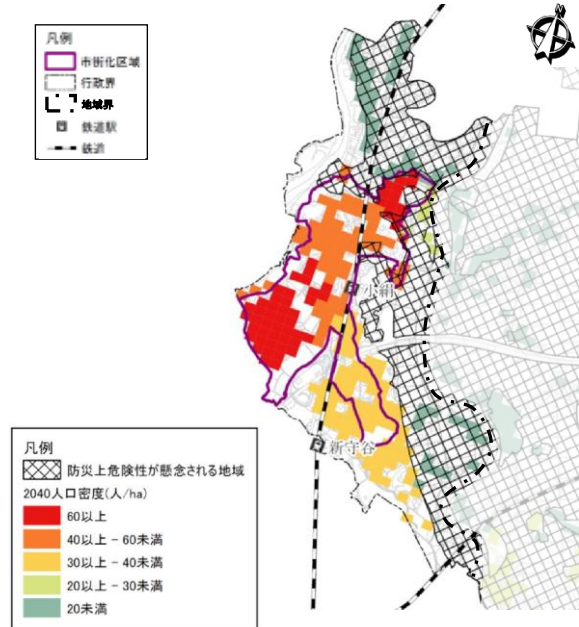 凡例
市街化区域
行政界
地域界
鉄道駅
鉄道
小絹
新守谷
凡例
防災上危険性が懸念される地域
2040人口密度(人/ha)
60以上
40以上 - 60未満
30以上 - 40未満
20以上 - 30未満
20未満